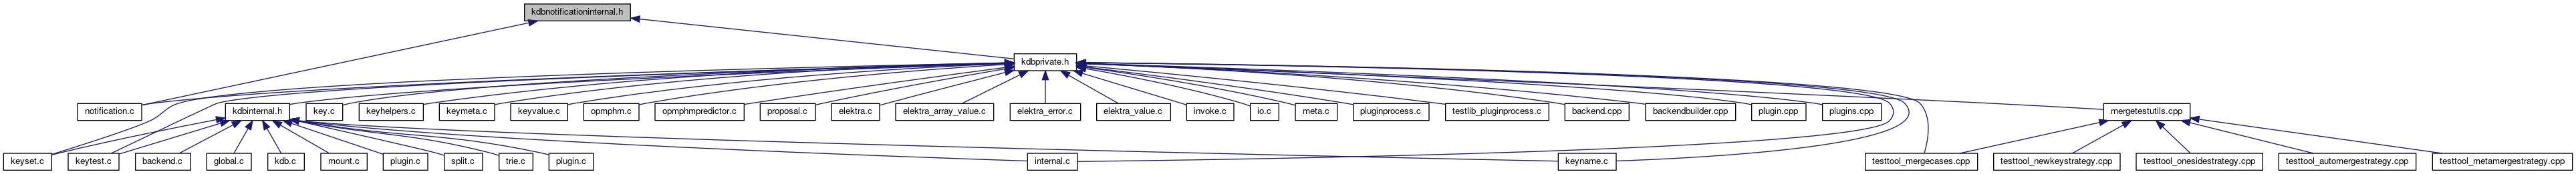 kdbnotificationinternal.h
kdbprivate.h
notification.c
kdbinternal.h
key.c
keyhelpers.c
keymeta.c
keyvalue.c
opmphm.c
opmphmpredictor.c
proposal.c
elektra.c
elektra_array_value.c
elektra_error.c
elektra_value.c
invoke.c
io.c
meta.c
pluginprocess.c
testlib_pluginprocess.c
backend.cpp
backendbuilder.cpp
plugin.cpp
plugins.cpp
mergetestutils.cpp
keyset.c
keytest.c
backend.c
global.c
kdb.c
mount.c
plugin.c
split.c
trie.c
plugin.c
internal.c
keyname.c
testtool_mergecases.cpp
testtool_newkeystrategy.cpp
testtool_onesidestrategy.cpp
testtool_automergestrategy.cpp
testtool_metamergestrategy.cpp